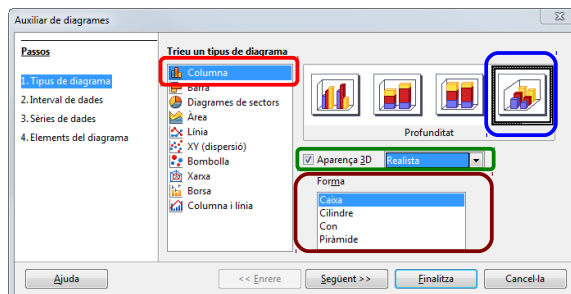 Auxiliar de diagrames
Passos
1. Tipus de diagrama
2. Interval de dades
3. Sèries de dades
4. Elements del diagrama
Trieu un tipus de diagrama
Columna
Barra
Diagrames de sectors
Àrea
Línia
XY (dispersió)
Bombolla
Xarxa
Borsa
Columna i línia
Profunditat
Aparença 3D
Realista
Forma
Caixa
Cilindre
Con
Piràmide
Ajuda
<< Enrere
Següent >>
Finalitza
Cancel·la